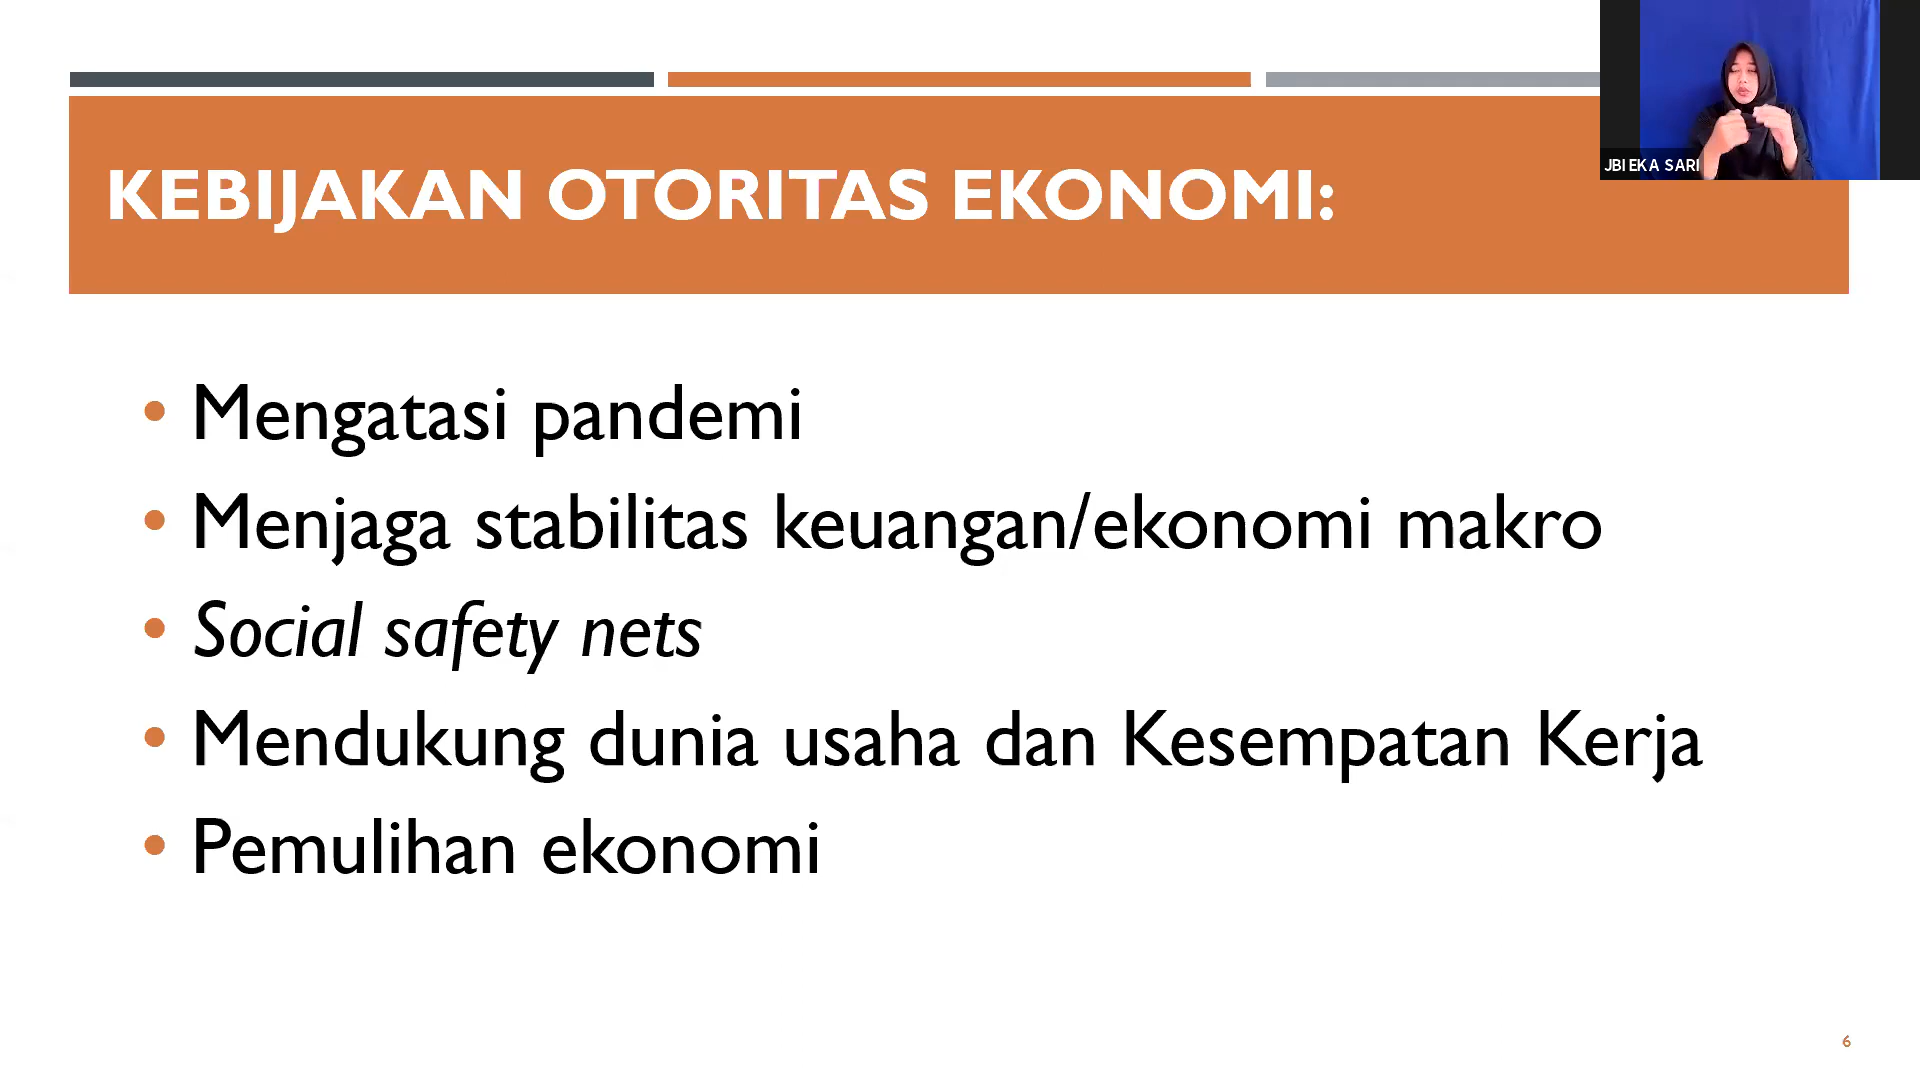 JBI EKA SARI
KEBIJAKAN OTORITAS EKONOMI:
• Mengatasi pandemi
• Menjaga stabilitas keuangan/ekonomi makro
• Social safety nets
• Mendukung dunia usaha dan Kesempatan Kerja
• Pemulihan ekonomi
6